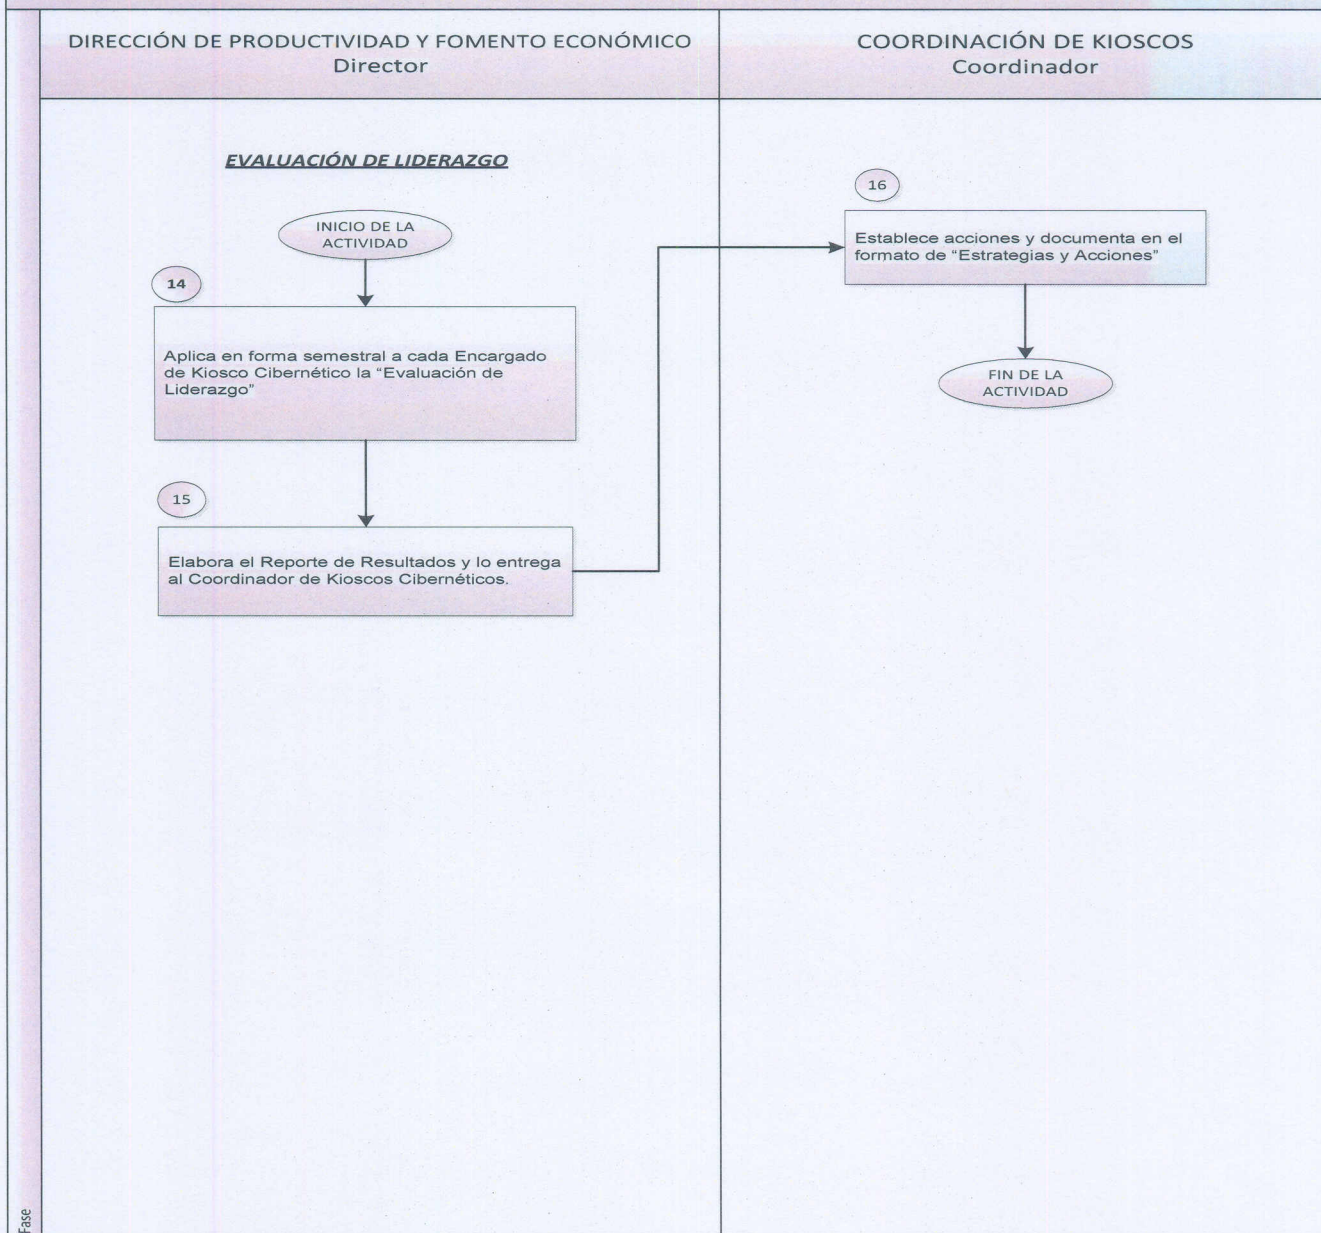 DIRECCIÓN DE PRODUCTIVIDAD Y FOMENTO ECONÓMICO
Director
COORDINACIÓN DE KIOSCOS
Coordinador
EVALUACIÓN DE LIDERAZGO
INICIO DE LA
ACTIVIDAD
14
Aplica en forma semestral a cada Encargado
de Kiosco Cibernético la “Evaluación de
Liderazgo”
15
Elabora el Reporte de Resultados y lo entrega
al Coordinador de Kioscos Cibernéticos.
16
Establece acciones y documenta en el
formato de “Estrategias y Acciones”
FIN DE LA
ACTIVIDAD
Fase